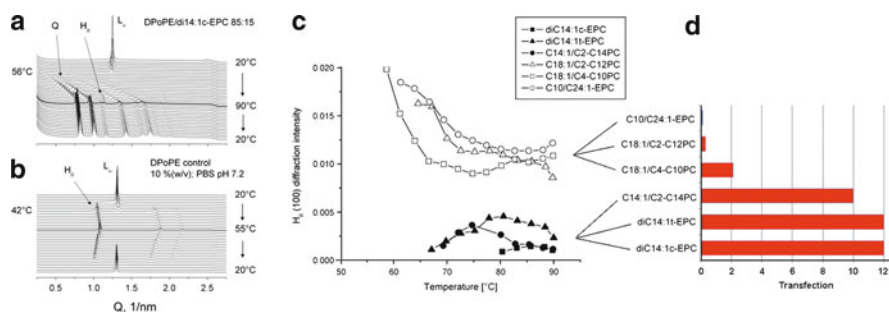 a
Q
H_II
L_α
DPoPE/di14:1c-EPC 85:15
56°C
20°C
90°C
20°C
b
H_II
L_α
DPoPE control
10 %(w/v); PBS pH 7.2
42°C
20°C
55°C
20°C
0.5 1.0 1.5 2.0 2.5
Q, 1/nm
c
diC14:1c-EPC
diC14:1t-EPC
C14:1/C2-C14PC
C18:1/C2-C12PC
C18:1/C4-C10PC
C10/C24:1-EPC
0.020
0.015
0.010
0.005
0.000
H_II (100) diffraction intensity
50 60 70 80 90
Temperature [°C]
d
C10/C24:1-EPC
C18:1/C2-C12PC
C18:1/C4-C10PC
C14:1/C2-C14PC
diC14:1t-EPC
diC14:1c-EPC
0 2 4 6 8 10 12
Transfection